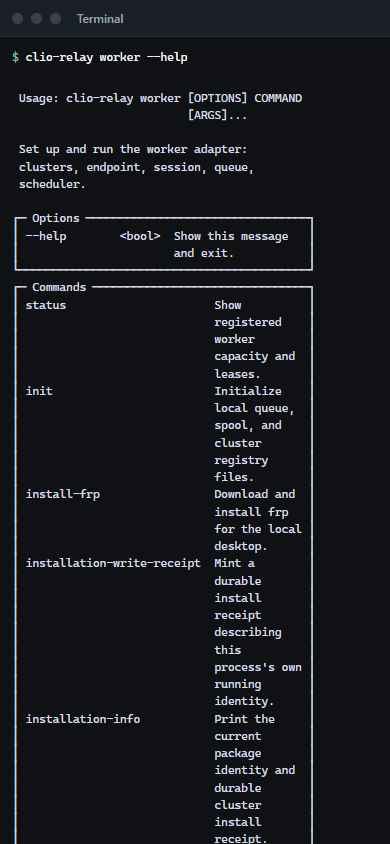 Terminal
$ clio-relay worker --help
Usage: clio-relay worker [OPTIONS] COMMAND
[ARGS]...
Set up and run the worker adapter:
clusters, endpoint, session, queue,
scheduler.
Options
--help <bool> Show this message
and exit.
Commands
status Show
registered
worker
capacity and
leases.
init Initialize
local queue,
spool, and
cluster
registry
files.
install-frp Download and
install frp
for the local
desktop.
installation-write-receipt Mint a
durable
install
receipt
describing
this
process's own
running
identity.
installation-info Print the
current
package
identity and
durable
cluster
install
receipt.